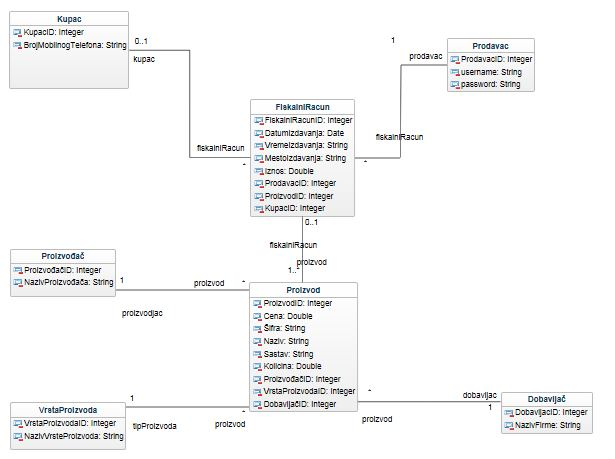 Kupac
KupacID: Integer
BrojMobilnogTelefona: String
0..1
kupac
1
prodavac
Prodavac
ProdavacID: Integer
username: String
password: String
FiskalniRacun
FiskalniRacunID: Integer
DatumIzdavanja: Date
VremeIzdavanja: String
MestoIzdavanja: String
Iznos: Double
ProdavacID: Integer
ProizvodID: Integer
KupacID: Integer
fiskalniRacun
*
fiskalniRacun
*
0..1
fiskalniRacun
1..*
proizvod
Proizvođač
ProizvođačID: Integer
NazivProizvođača: String
1
proizvod
*
proizvodjac
Proizvod
ProizvodID: Integer
Cena: Double
Šifra: String
Naziv: String
Sastav: String
Kolicina: Double
ProizvođačID: Integer
VrstaProizvodaID: Integer
DobavljačID: Integer
VrstaProizvoda
VrstaProizvodaID: Integer
NazivVrsteProizvoda: String
1
tipProizvoda
*
proizvod
*
proizvod
dobavljac
1
Dobavljač
DobavljacID: Integer
NazivFirme: String